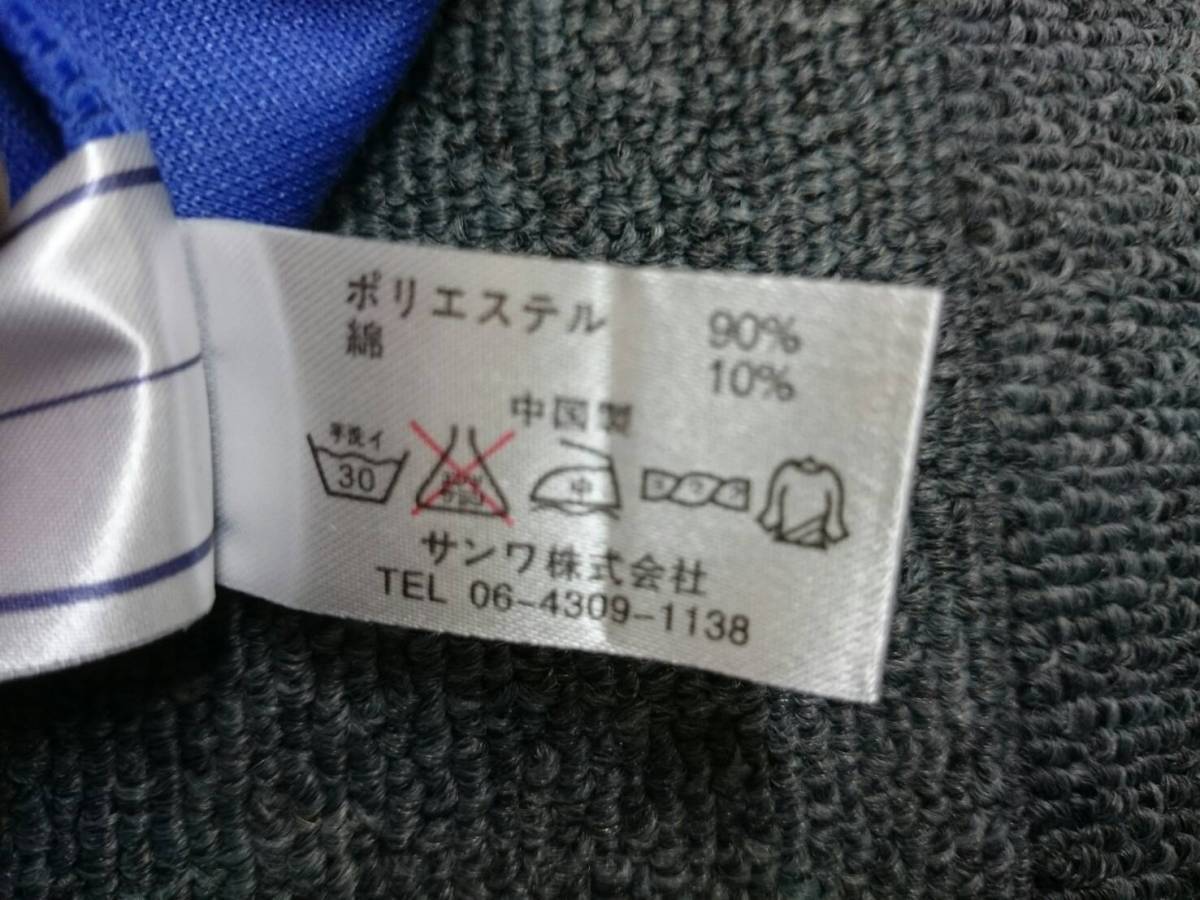 ポリエステル 90%
綿 10%
中国製
手洗イ
30
中
サンワ株式会社
TEL 06-4309-1138